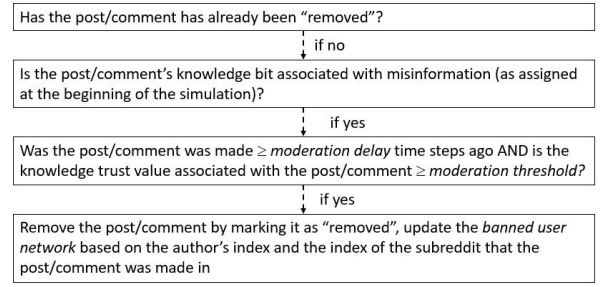 Has the post/comment has already been “removed”?
if no
Is the post/comment’s knowledge bit associated with misinformation (as assigned
at the beginning of the simulation)?
if yes
Was the post/comment was made ≥ moderation delay time steps ago AND is the
knowledge trust value associated with the post/comment ≥ moderation threshold?
if yes
Remove the post/comment by marking it as “removed”, update the banned user
network based on the author’s index and the index of the subreddit that the
post/comment was made in